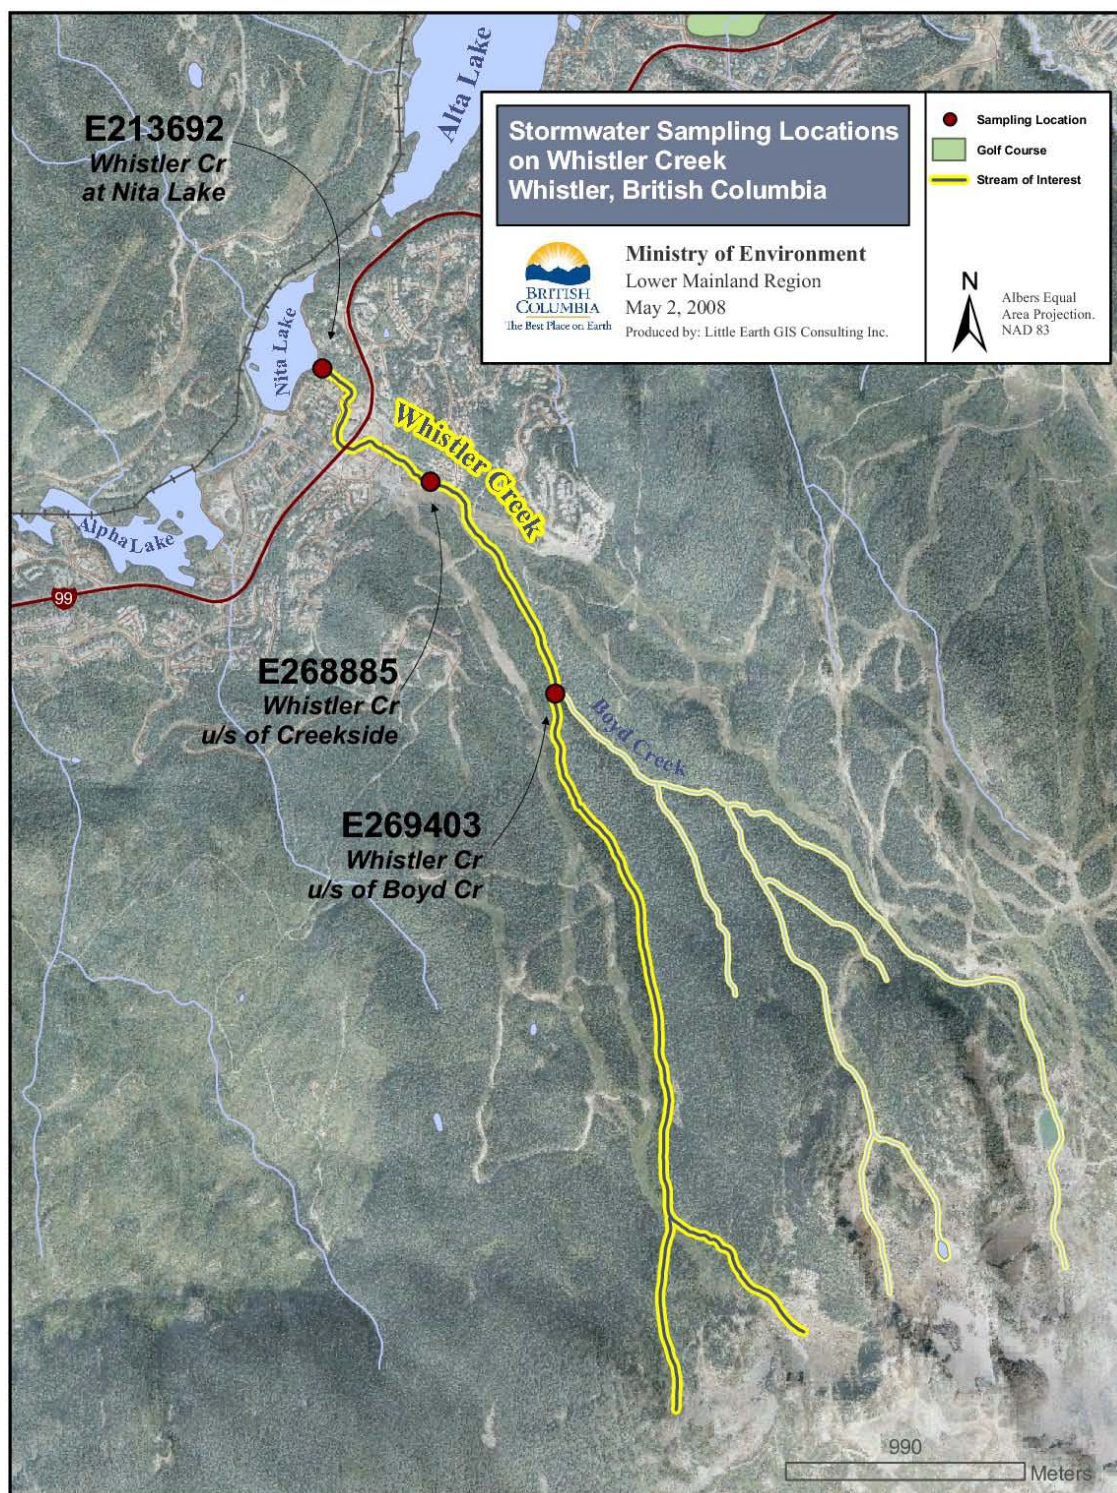 Alta Lake
E213692
Whistler Cr
at Nita Lake
Stormwater Sampling Locations
on Whistler Creek
Whistler, British Columbia
Sampling Location
Golf Course
Stream of Interest
BRITISH
COLUMBIA
The Best Place on Earth
Ministry of Environment
Lower Mainland Region
May 2, 2008
Produced by: Little Earth GIS Consulting Inc.
N
Albers Equal
Area Projection.
NAD 83
Nita Lake
Whistler Creek
Alpha Lake
99
E268885
Whistler Cr
u/s of Creekside
Boyd Creek
E269403
Whistler Cr
u/s of Boyd Cr
990
Meters